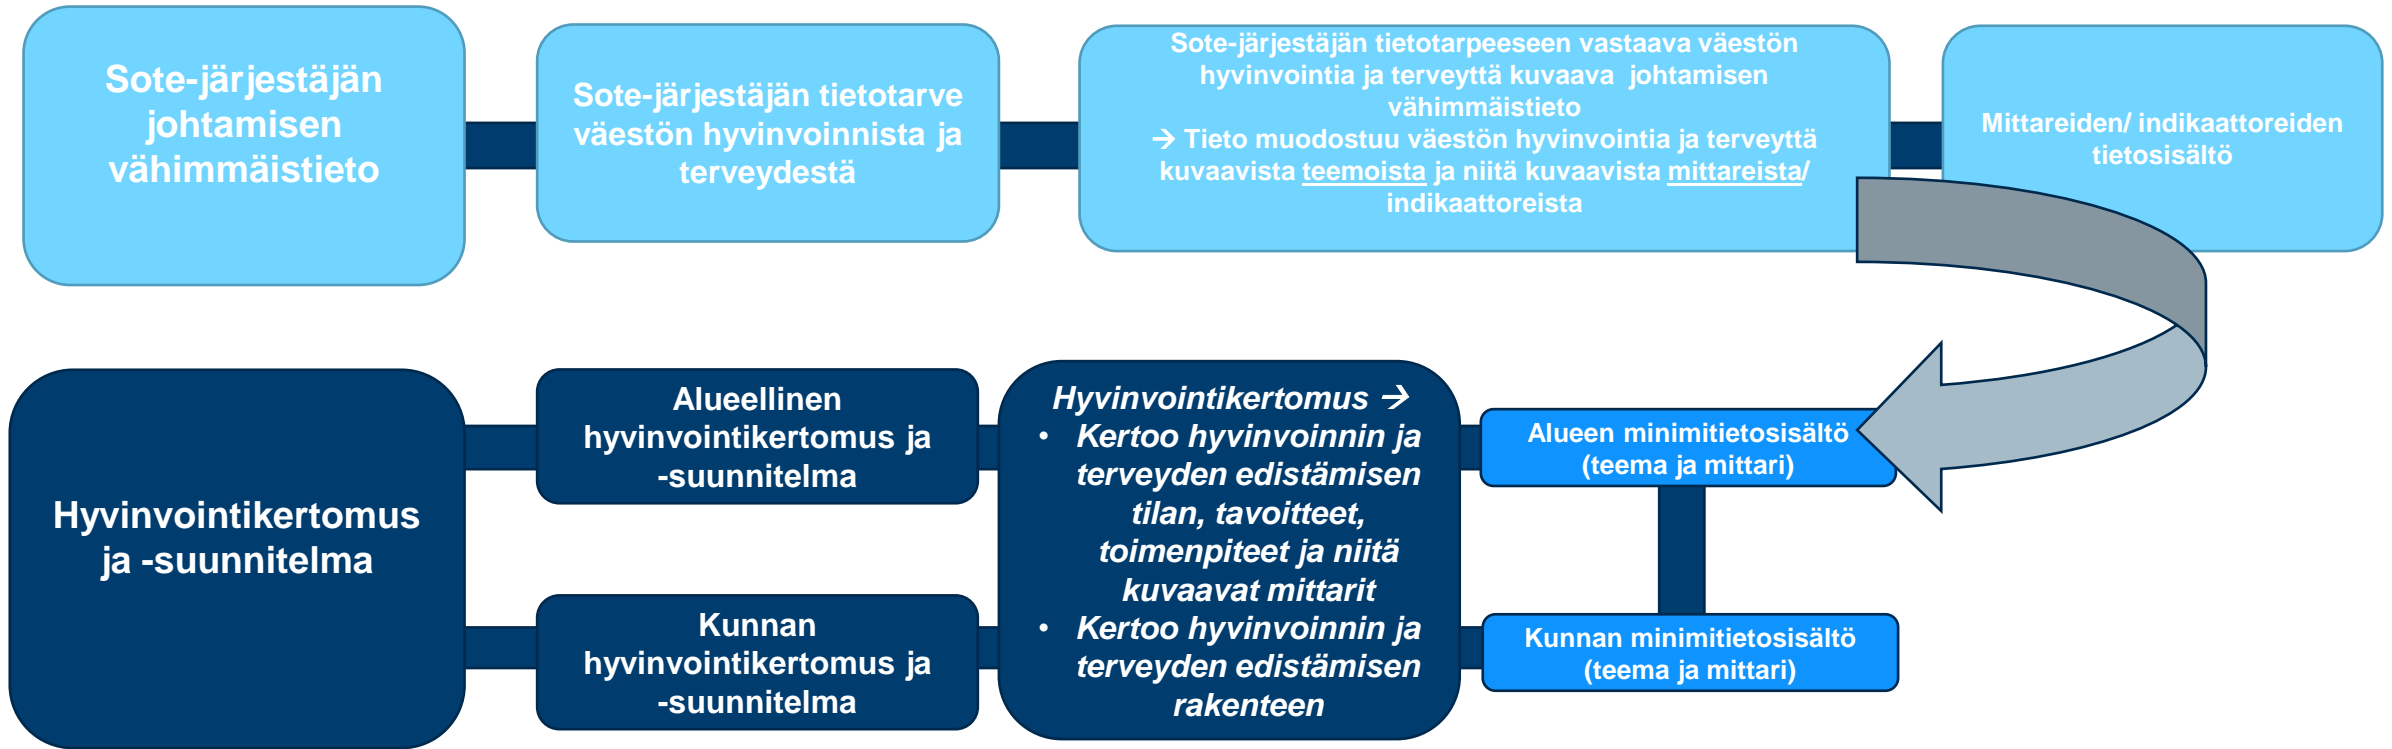 Sote-järjestäjän
johtamisen
vähimmäistieto
Sote-järjestäjän tietotarve
väestön hyvinvoinnista ja
terveydestä
Sote-järjestäjän tietotarpeeseen vastaava väestön
hyvinvointia ja terveyttä kuvaava johtamisen
vähimmäistieto
→ Tieto muodostuu väestön hyvinvointia ja terveyttä
kuvaavista teemoista ja niitä kuvaavista mittareista/
indikaattoreista
Mittareiden/ indikaattoreiden
tietosisältö
Hyvinvointikertomus
ja -suunnitelma
Alueellinen
hyvinvointikertomus ja
-suunnitelma
Kunnan
hyvinvointikertomus ja
-suunnitelma
Hyvinvointikertomus →
• Kertoo hyvinvoinnin ja
terveyden edistämisen
tilan, tavoitteet,
toimenpiteet ja niitä
kuvaavat mittarit
• Kertoo hyvinvoinnin ja
terveyden edistämisen
rakenteen
Alueen minimitietosisältö
(teema ja mittari)
Kunnan minimitietosisältö
(teema ja mittari)